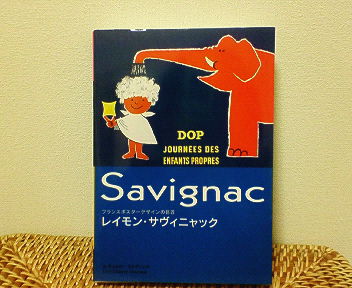 DOP
JOURNÉES DES
ENFANTS PROPRES
Savignac
フランスポスターデザインの巨匠
レイモン・サヴィニャック